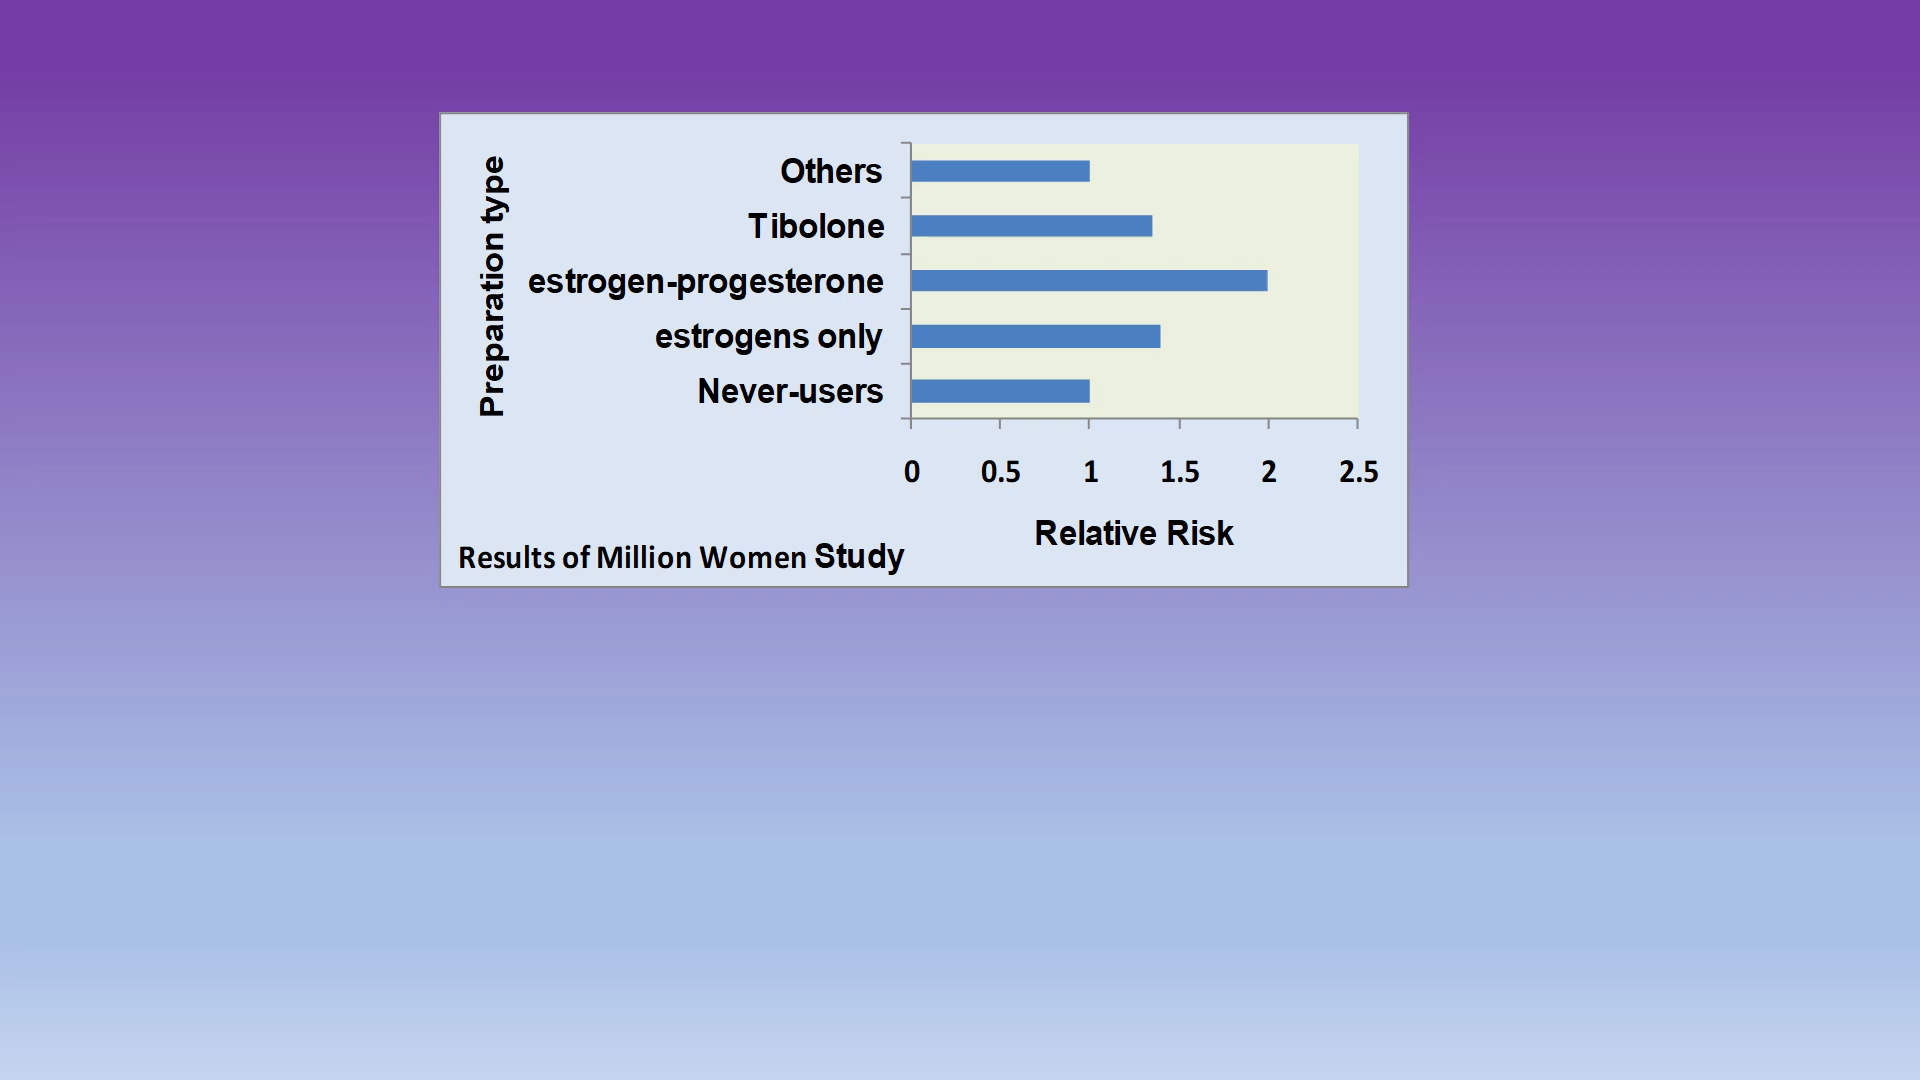 Preparation type
Others
Tibolone
estrogen-progesterone
estrogens only
Never-users
0 0.5 1 1.5 2 2.5
Relative Risk
Results of Million Women Study